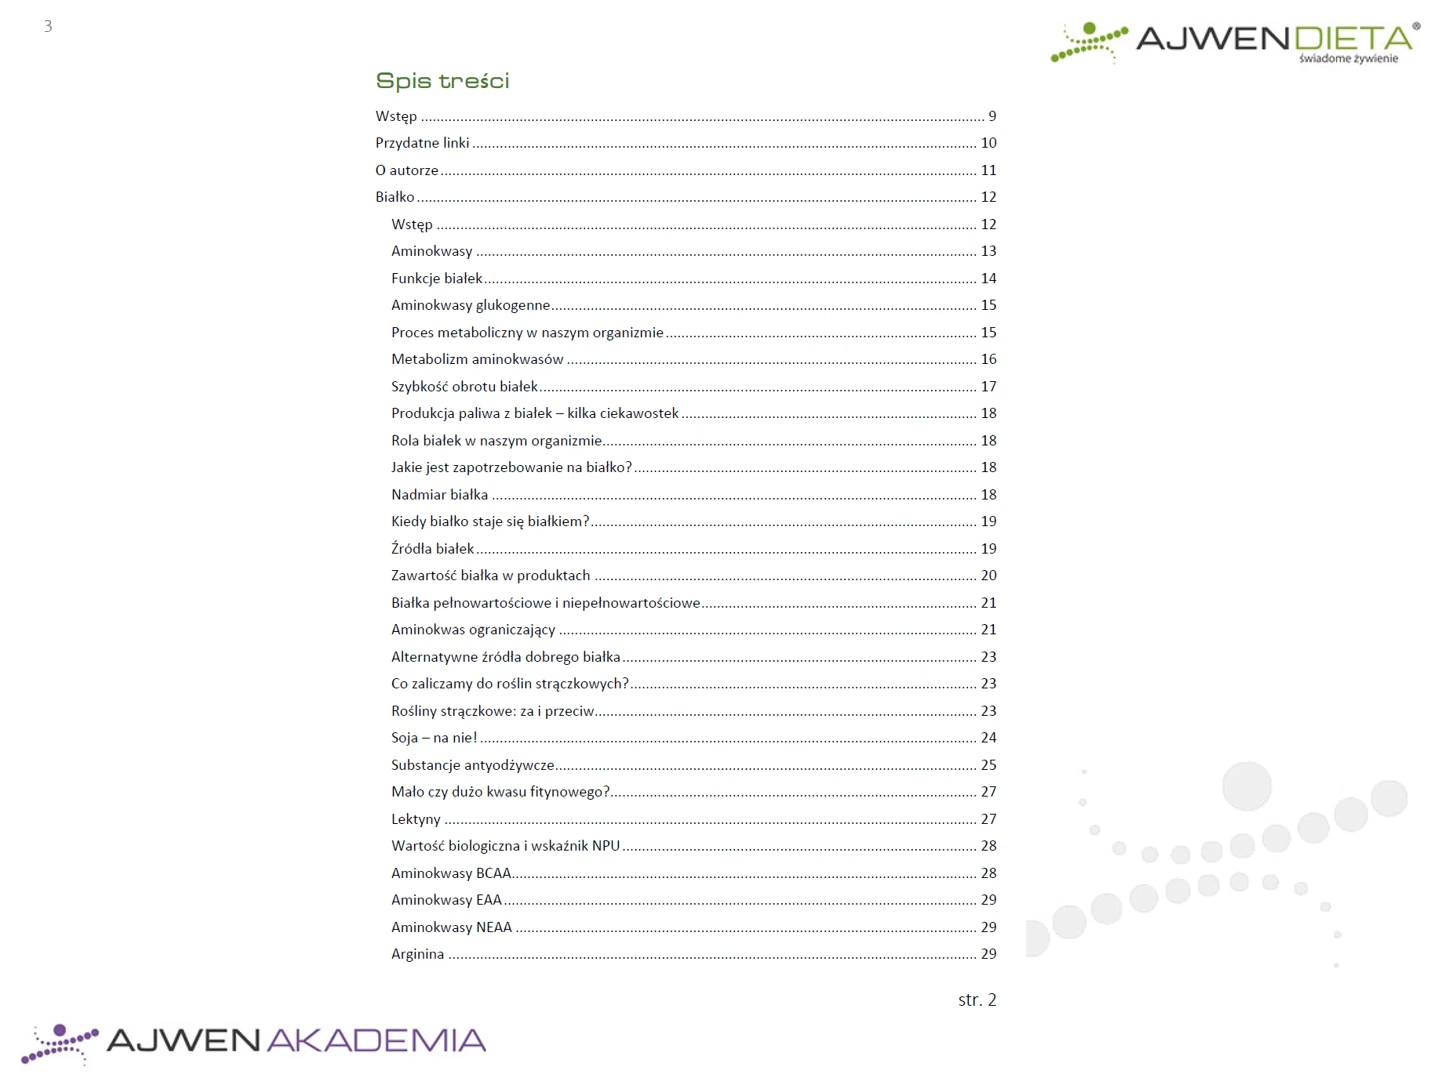 3
AJWENDIETA®
świadome żywienie
Spis treści
Wstęp ........ 9
Przydatne linki ........ 10
O autorze ........ 11
Białko ........ 12
Wstęp ........ 12
Aminokwasy ........ 13
Funkcje białek ........ 14
Aminokwasy glukogenne ........ 15
Proces metaboliczny w naszym organizmie ........ 15
Metabolizm aminokwasów ........ 16
Szybkość obrotu białek ........ 17
Produkcja paliwa z białek – kilka ciekawostek ........ 18
Rola białek w naszym organizmie ........ 18
Jakie jest zapotrzebowanie na białko? ........ 18
Nadmiar białka ........ 18
Kiedy białko staje się białkiem? ........ 19
Źródła białek ........ 19
Zawartość białka w produktach ........ 20
Białka pełnowartościowe i niepełnowartościowe ........ 21
Aminokwas ograniczający ........ 21
Alternatywne źródła dobrego białka ........ 23
Co zaliczamy do roślin strączkowych? ........ 23
Rośliny strączkowe: za i przeciw ........ 23
Soja – na nie! ........ 24
Substancje antyodżywcze ........ 25
Mało czy dużo kwasu fitynowego? ........ 27
Lektyny ........ 27
Wartość biologiczna i wskaźnik NPU ........ 28
Aminokwasy BCAA ........ 28
Aminokwasy EAA ........ 29
Aminokwasy NEAA ........ 29
Arginina ........ 29
str. 2
AJWEN AKADEMIA